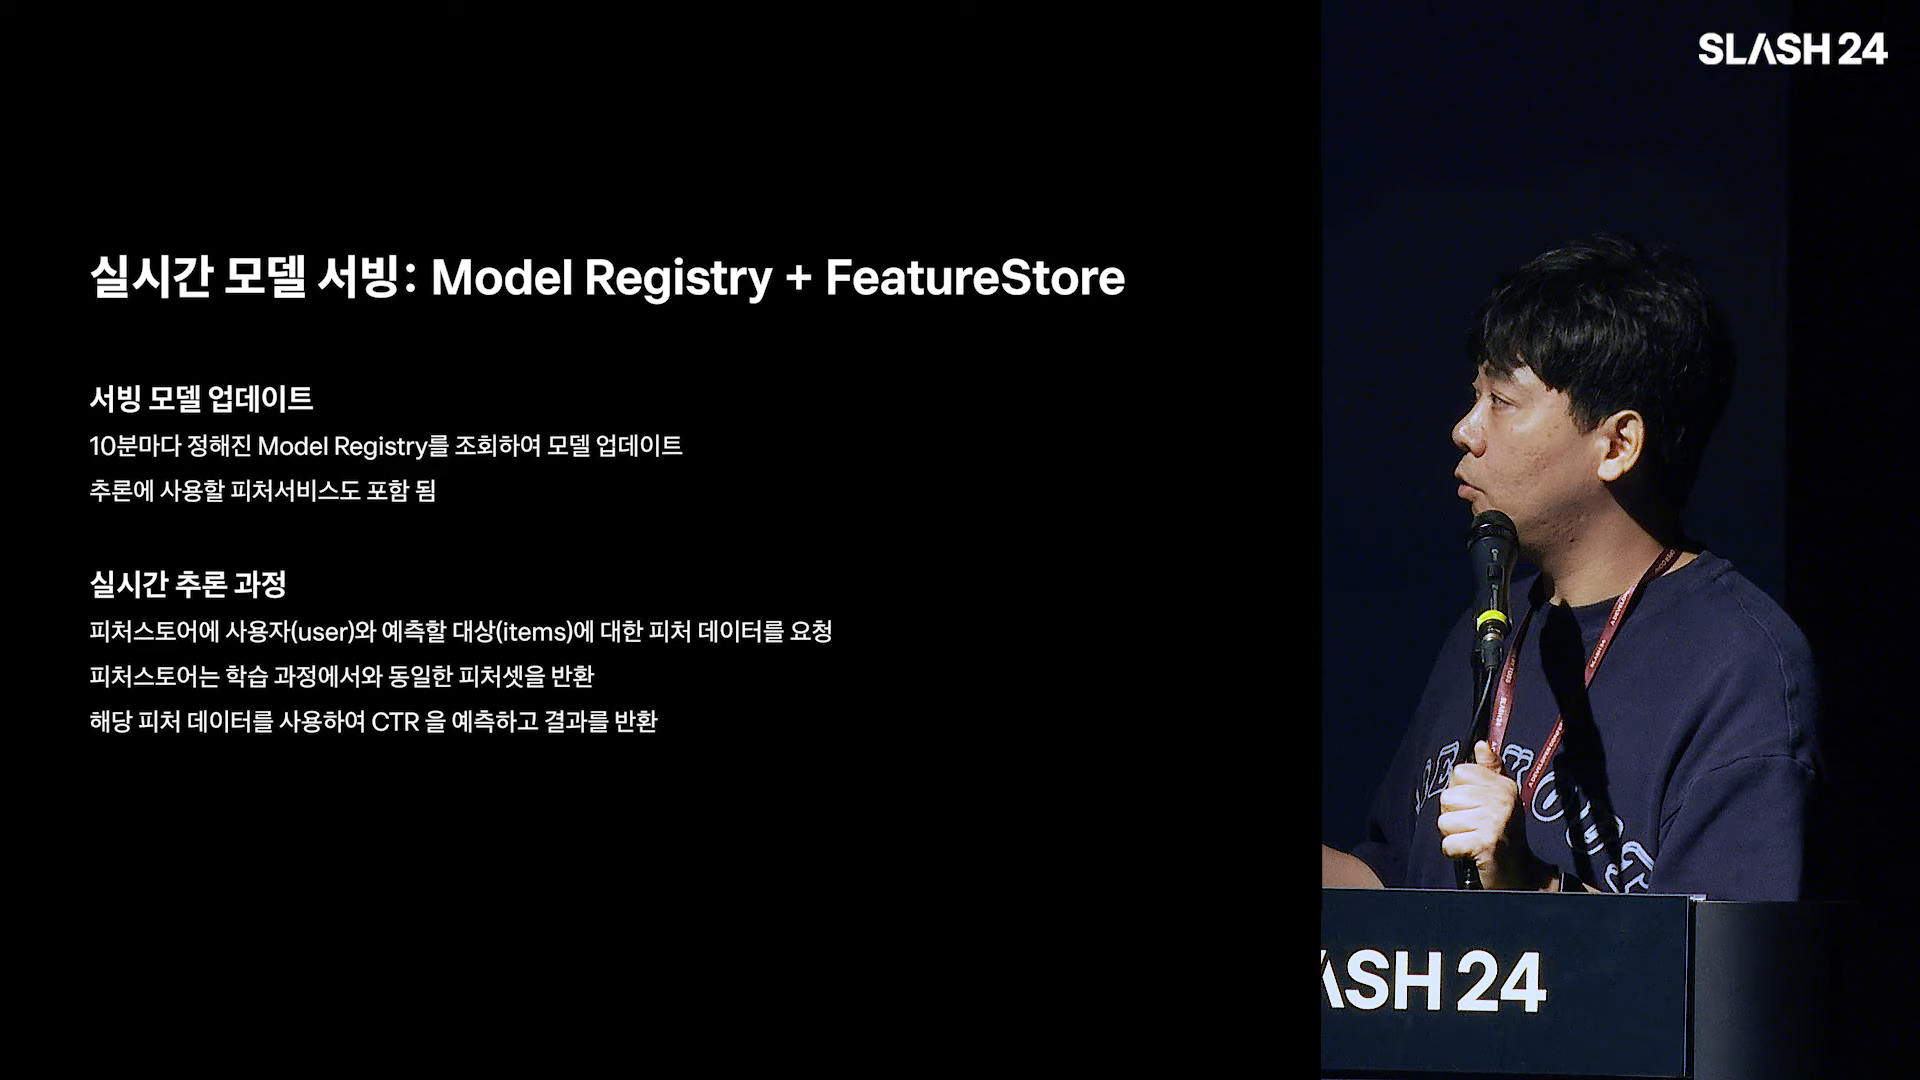 SLASH 24
실시간 모델 서빙: Model Registry + FeatureStore
서빙 모델 업데이트
10분마다 정해진 Model Registry를 조회하여 모델 업데이트
추론에 사용할 피처서비스도 포함 됨
실시간 추론 과정
피처스토어에 사용자(user)와 예측할 대상(items)에 대한 피처 데이터를 요청
피처스토어는 학습 과정에서와 동일한 피처셋을 반환
해당 피처 데이터를 사용하여 CTR 을 예측하고 결과를 반환
ASH 24